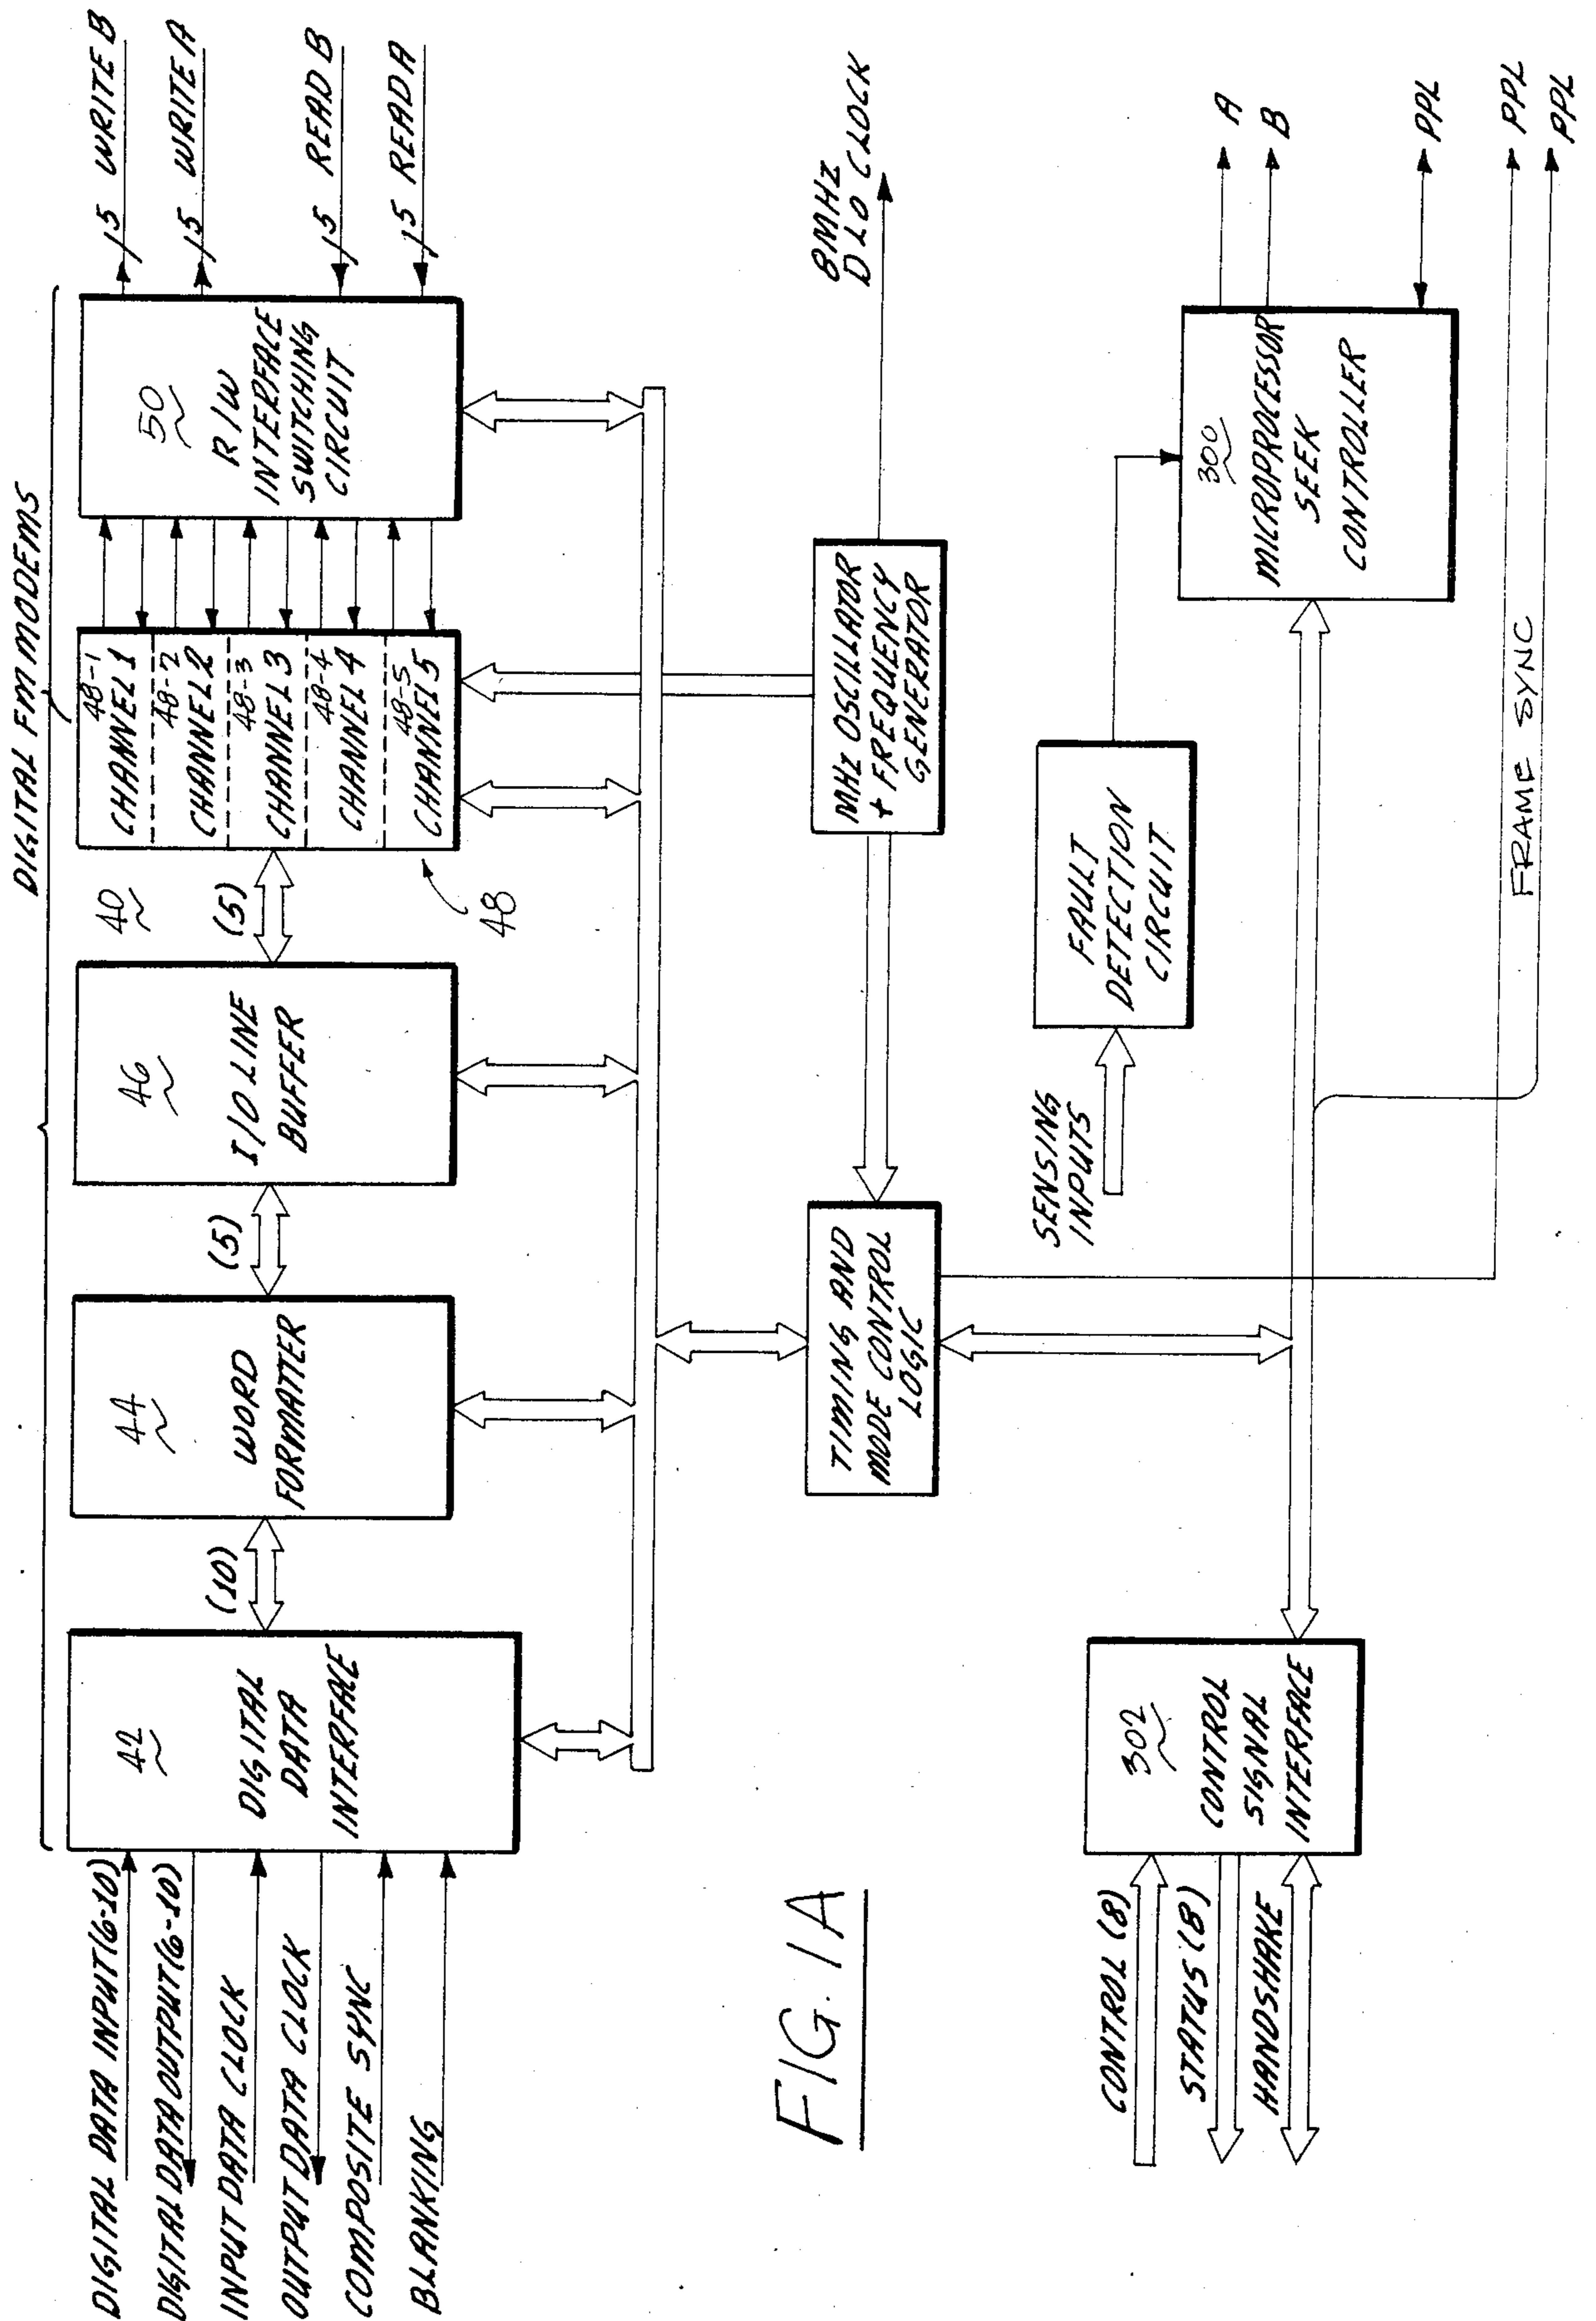 DIGITAL FM MODEMS
DIGITAL DATA INPUT (6-10)
DIGITAL DATA OUTPUT (6-10)
INPUT DATA CLOCK
OUTPUT DATA CLOCK
COMPOSITE SYNC
BLANKING
42
DIGITAL
DATA
INTERFACE
(10)
44
WORD
FORMATTER
(5)
46
I/O LINE
BUFFER
(5)
40
48-1
CHANNEL 1
48-2
CHANNEL 2
48-3
CHANNEL 3
48-4
CHANNEL 4
48-5
CHANNEL 5
48
50
R/W
INTERFACE
SWITCHING
CIRCUIT
5 WRITE B
5 WRITE A
5 READ B
5 READ A
TIMING AND
MODE CONTROL
LOGIC
MHZ OSCILLATOR
+ FREQUENCY
GENERATOR
8MHZ
DLO CLOCK
FIG. 1A
SENSING
INPUTS
FAULT
DETECTION
CIRCUIT
300
MICROPROCESSOR
SEEK
CONTROLLER
A
B
PPL
PPL
PPL
FRAME SYNC
CONTROL (8)
STATUS (8)
HANDSHAKE
302
CONTROL
SIGNAL
INTERFACE